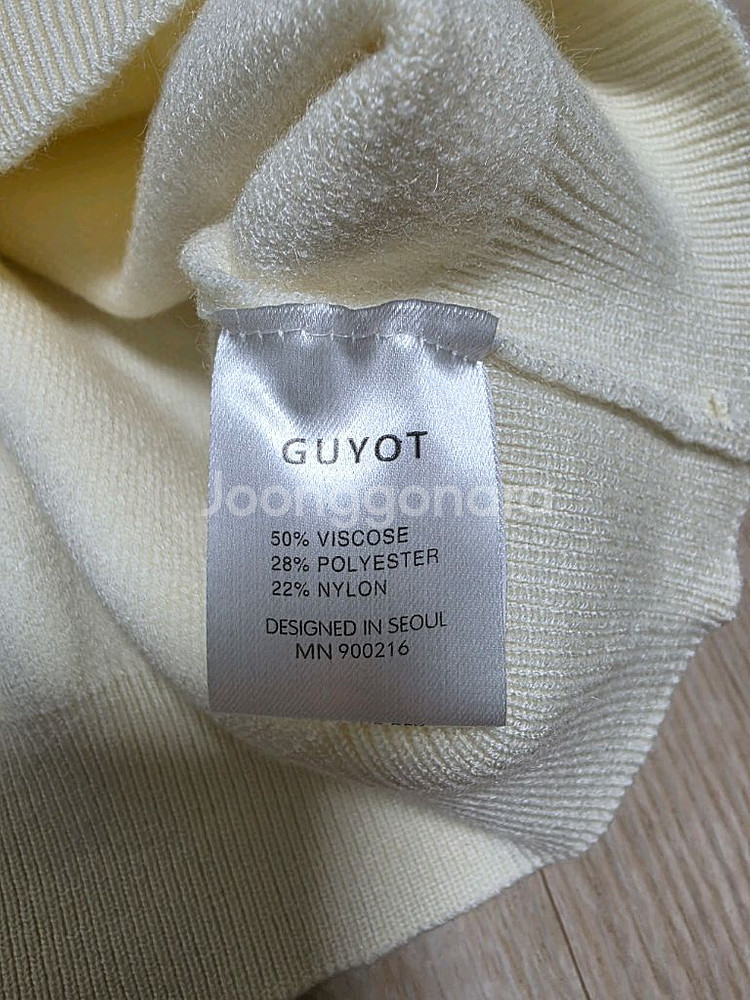 GUYOT
Joonggonara
50% VISCOSE
28% POLYESTER
22% NYLON
DESIGNED IN SEOUL
MN 900216